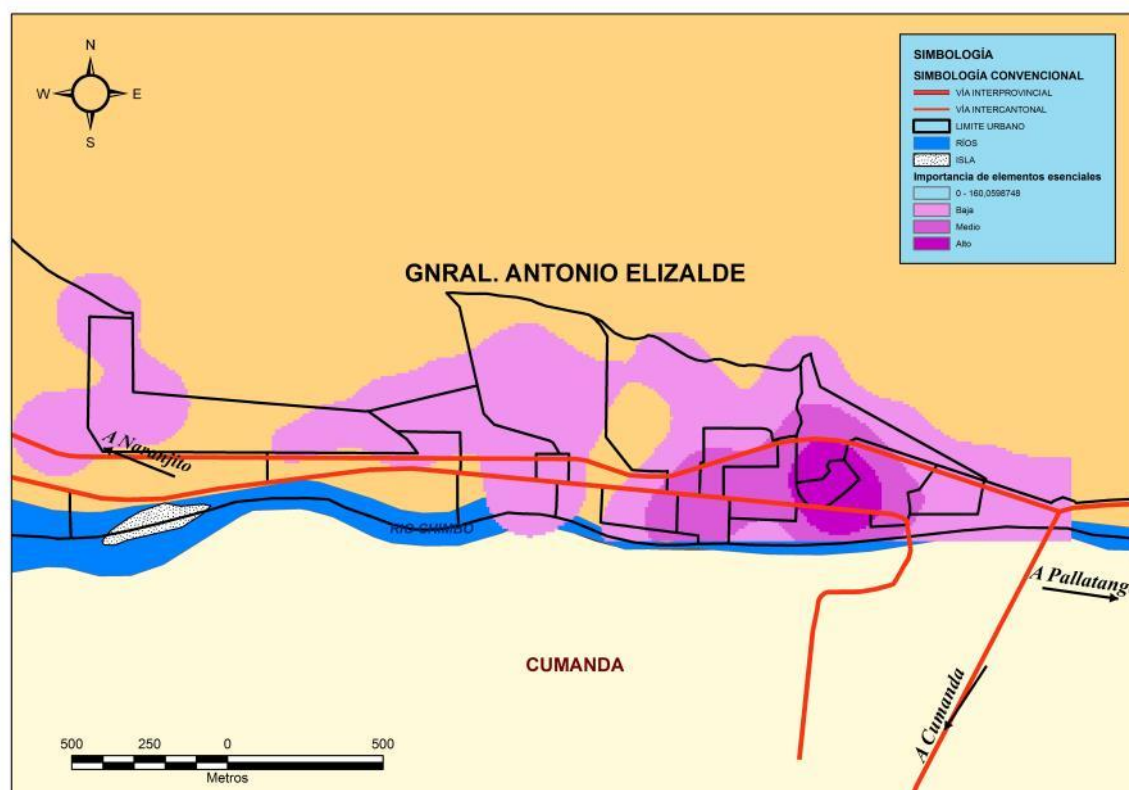 N
W E
S
SIMBOLOGÍA
SIMBOLOGÍA CONVENCIONAL
VÍA INTERPROVINCIAL
VÍA INTERCANTONAL
LIMITE URBANO
RÍOS
ISLA
Importancia de elementos esenciales
0 - 160,0598748
Baja
Medio
Alto
GNRAL. ANTONIO ELIZALDE
A Naranjito
RIO CHIMBO
A Pallatanga
CUMANDA
A Cumanda
500 250 0 500
Metros